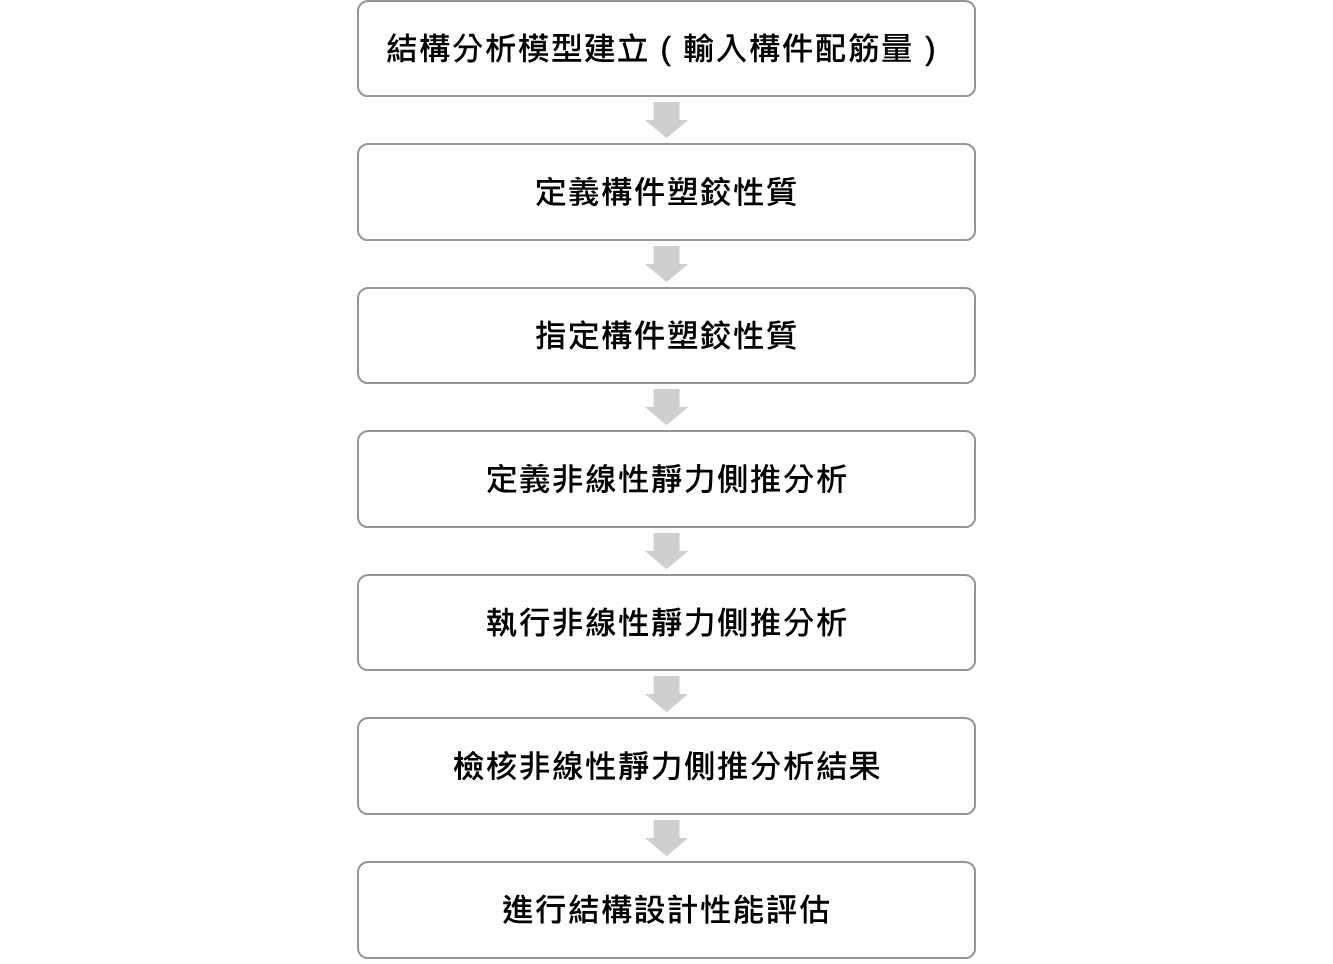 結構分析模型建立（輸入構件配筋量）
定義構件塑鉸性質
指定構件塑鉸性質
定義非線性靜力側推分析
執行非線性靜力側推分析
檢核非線性靜力側推分析結果
進行結構設計性能評估